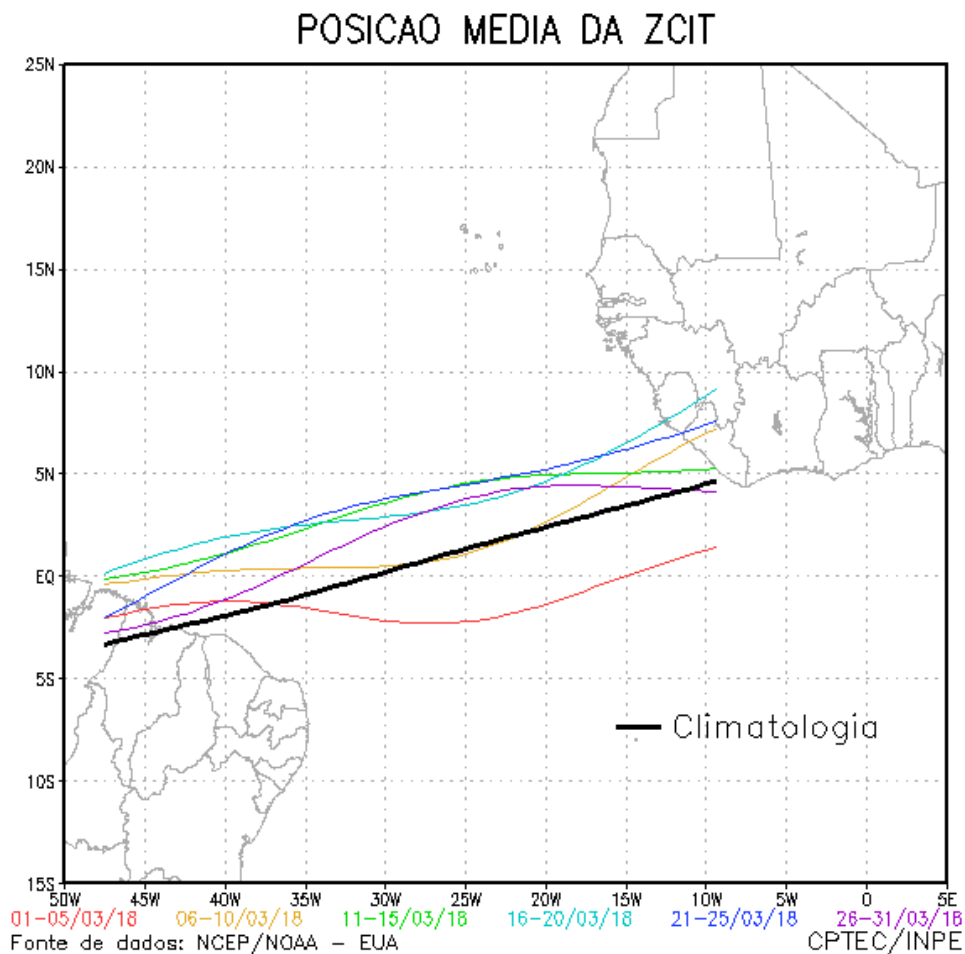 POSICAO MEDIA DA ZCIT
25N
20N
15N
10N
5N
EQ
5S
10S
15S
Climatologia
50W 45W 40W 35W 30W 25W 20W 15W 10W 5W 0 5E
01-05/03/18 06-10/03/18 11-15/03/18 16-20/03/18 21-25/03/18 26-31/03/18
Fonte de dados: NCEP/NOAA - EUA CPTEC/INPE